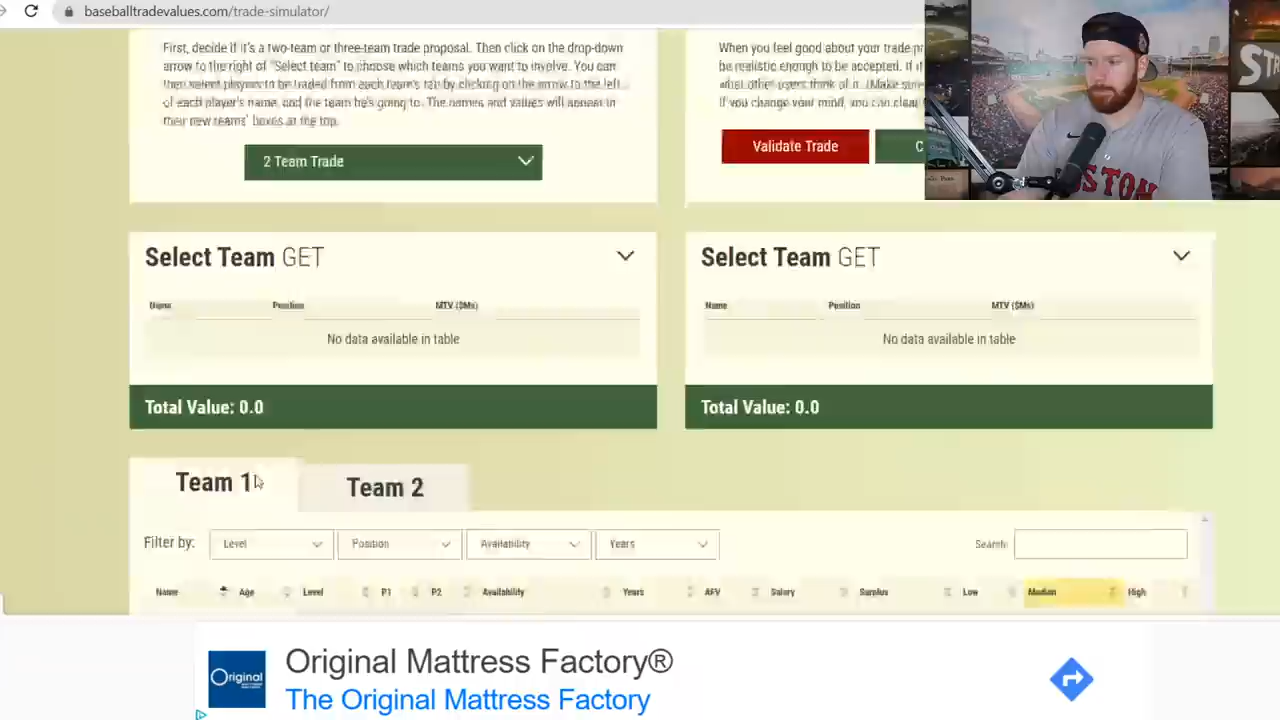 baseballtradevalues.com/trade-simulator/
First, decide if it's a two-team or three-team trade proposal. Then click on the drop-down
arrow to the right of "Select team" to choose which teams you want to involve. You can
then select players to be traded from each team's tab by clicking on the arrow to the left
of each player's name, and the team he's going to. The names and values will appear in
their new teams' boxes at the top.
When you feel good about your trade
be realistic enough to be accepted. If
what other users think of it. (Make sure
If you change your mind, you can clear
2 Team Trade
Validate Trade
BOSTON
Select Team GET
Name Position MTV ($Ms)
No data available in table
Total Value: 0.0
Select Team GET
Name Position MTV ($Ms)
No data available in table
Total Value: 0.0
Team 1
Team 2
Filter by: Level Position Availability Years Search:
Name Age Level P1 P2 Availability Years AFV Salary Surplus Low Median High
Original
Original Mattress Factory®
The Original Mattress Factory